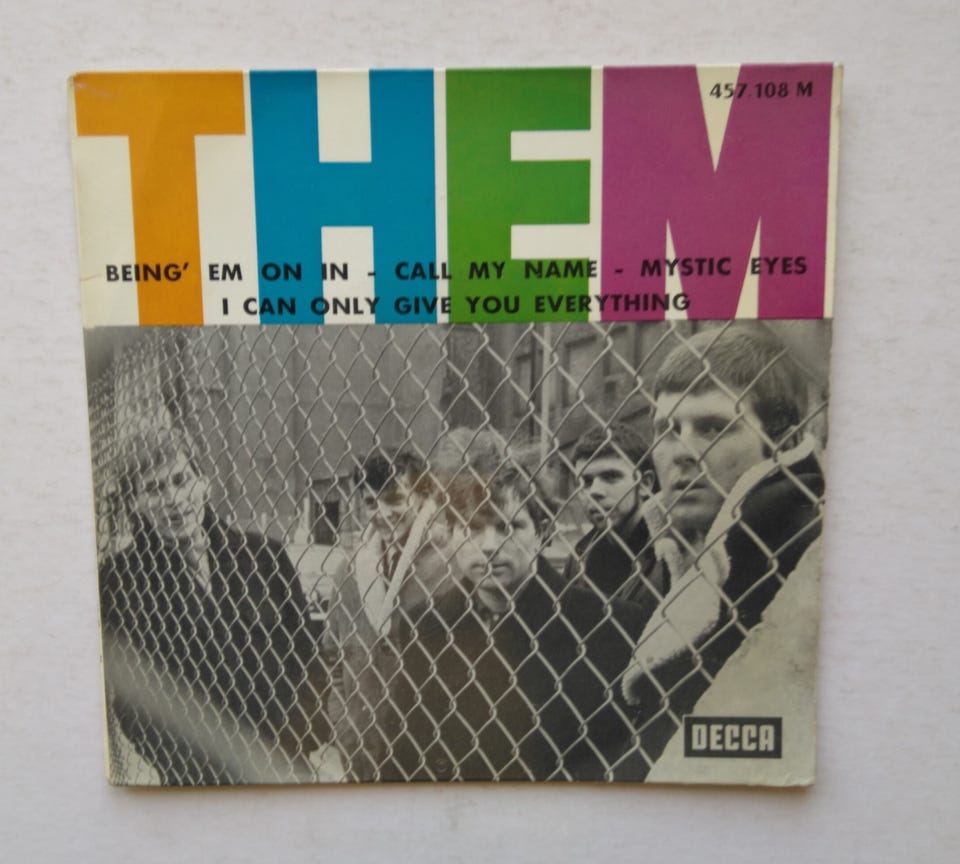 THEM
457.108 M
BEING' EM ON IN - CALL MY NAME - MYSTIC EYES
I CAN ONLY GIVE YOU EVERYTHING
DECCA